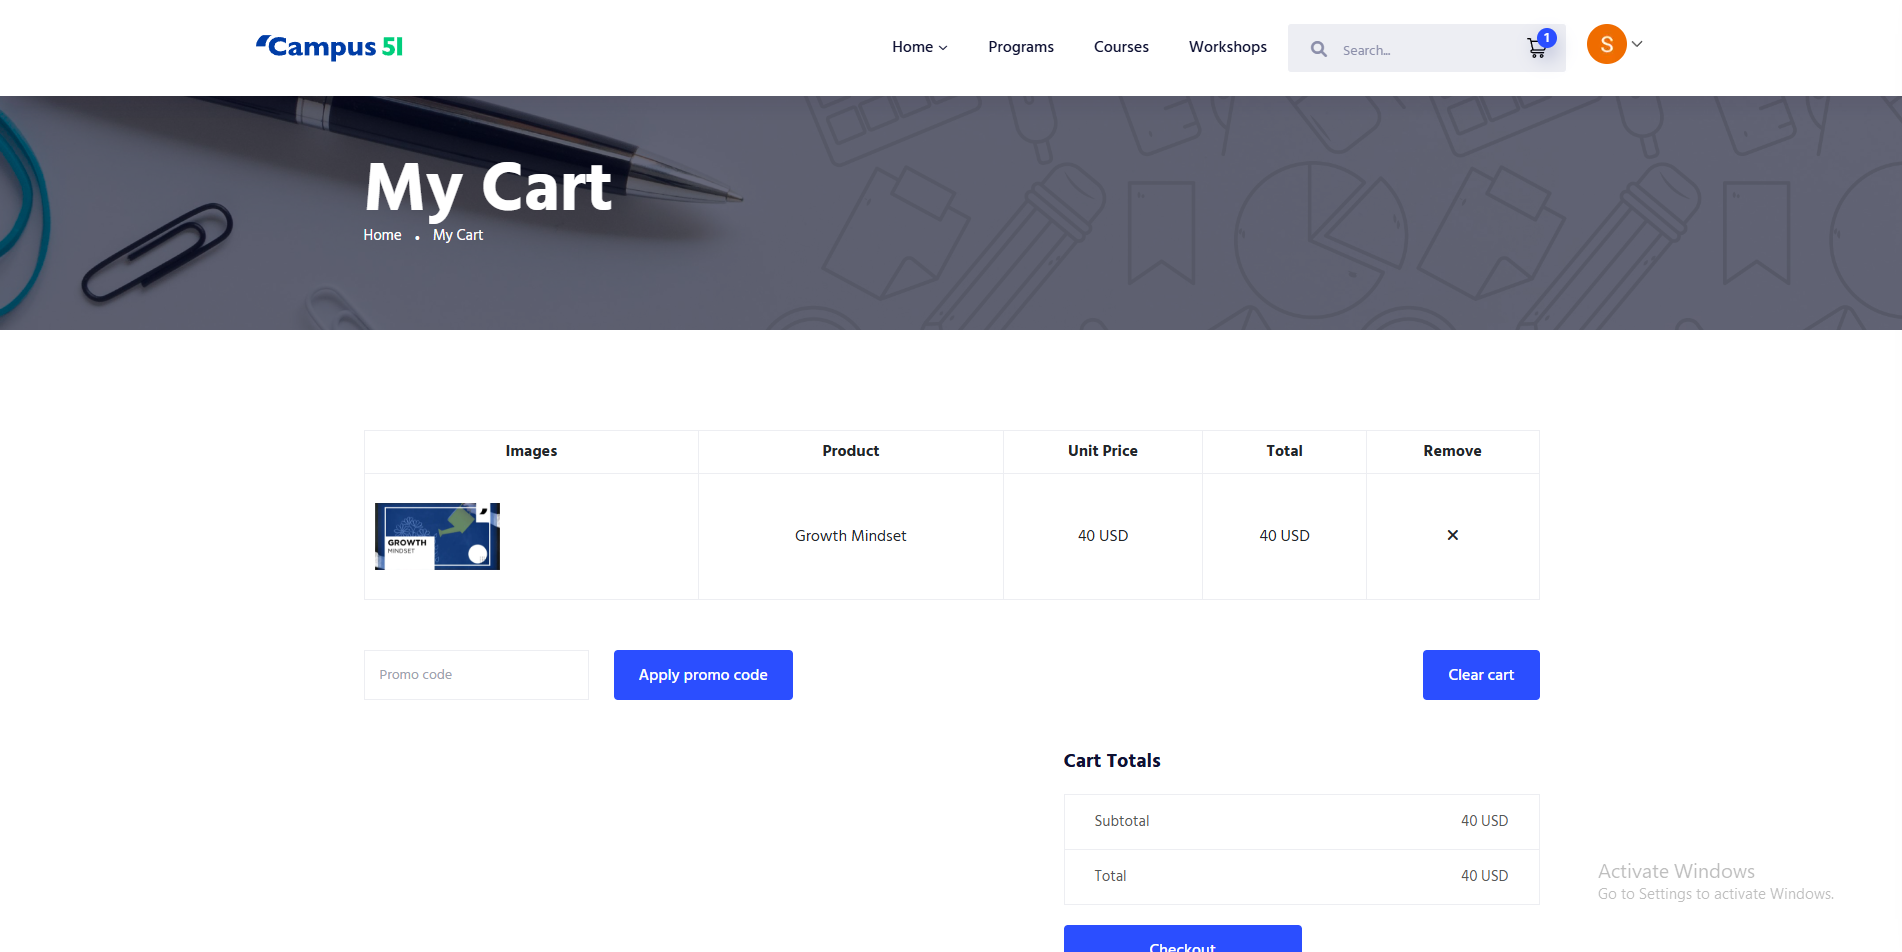 Campus 51
Home
Programs
Courses
Workshops
Search...
1
S
My Cart
Home • My Cart
Images
Product
Unit Price
Total
Remove
GROWTH
MINDSET
Growth Mindset
40 USD
40 USD
Promo code
Apply promo code
Clear cart
Cart Totals
Subtotal
40 USD
Total
40 USD
Activate Windows
Go to Settings to activate Windows.
Checkout